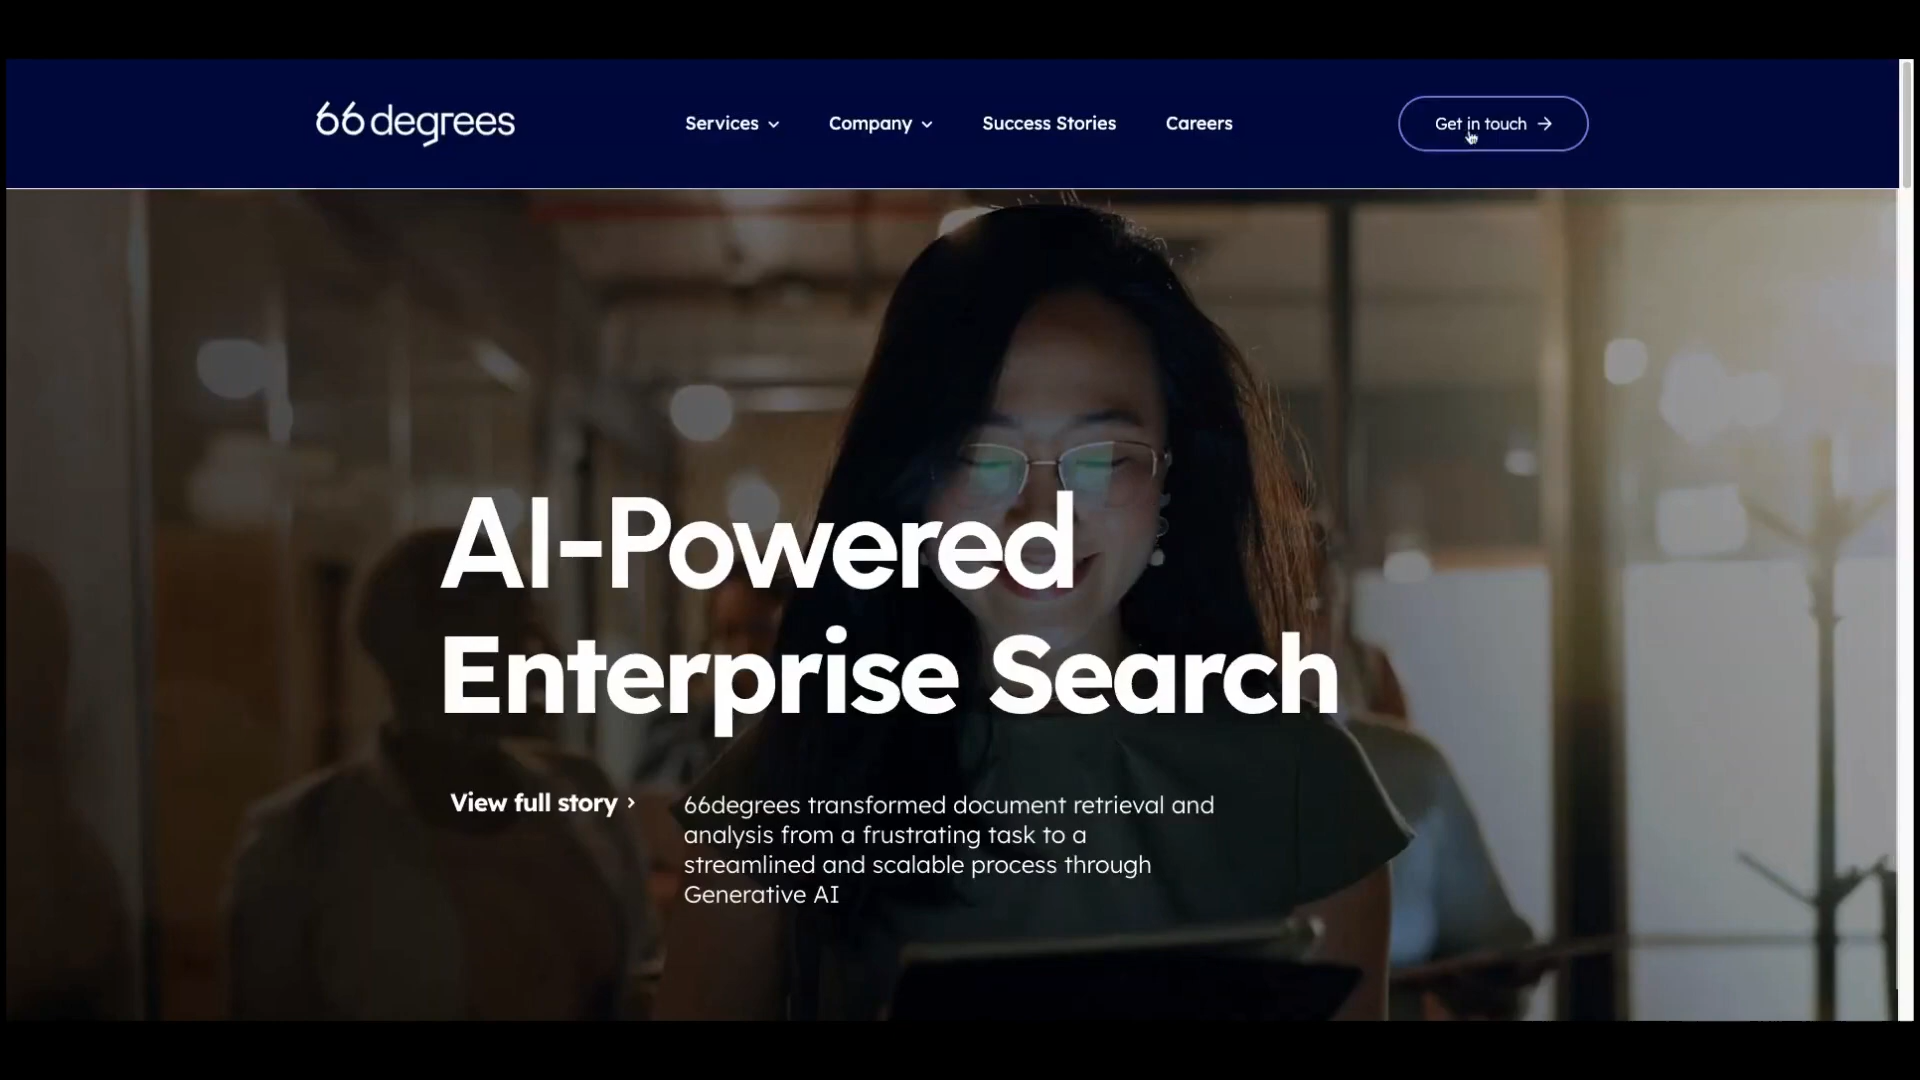 66degrees
Services
Company
Success Stories
Careers
Get in touch
AI-Powered
Enterprise Search
View full story
66degrees transformed document retrieval and
analysis from a frustrating task to a
streamlined and scalable process through
Generative AI